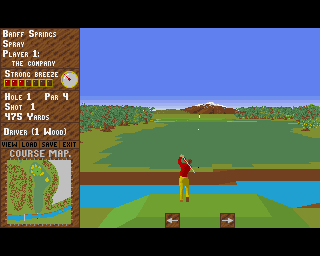 Banff Springs
Spray
Player 1:
the company
Strong breeze
Hole 1 Par 4
Shot 1
475 Yards
Driver (1 Wood)
VIEW LOAD SAVE EXIT
COURSE MAP